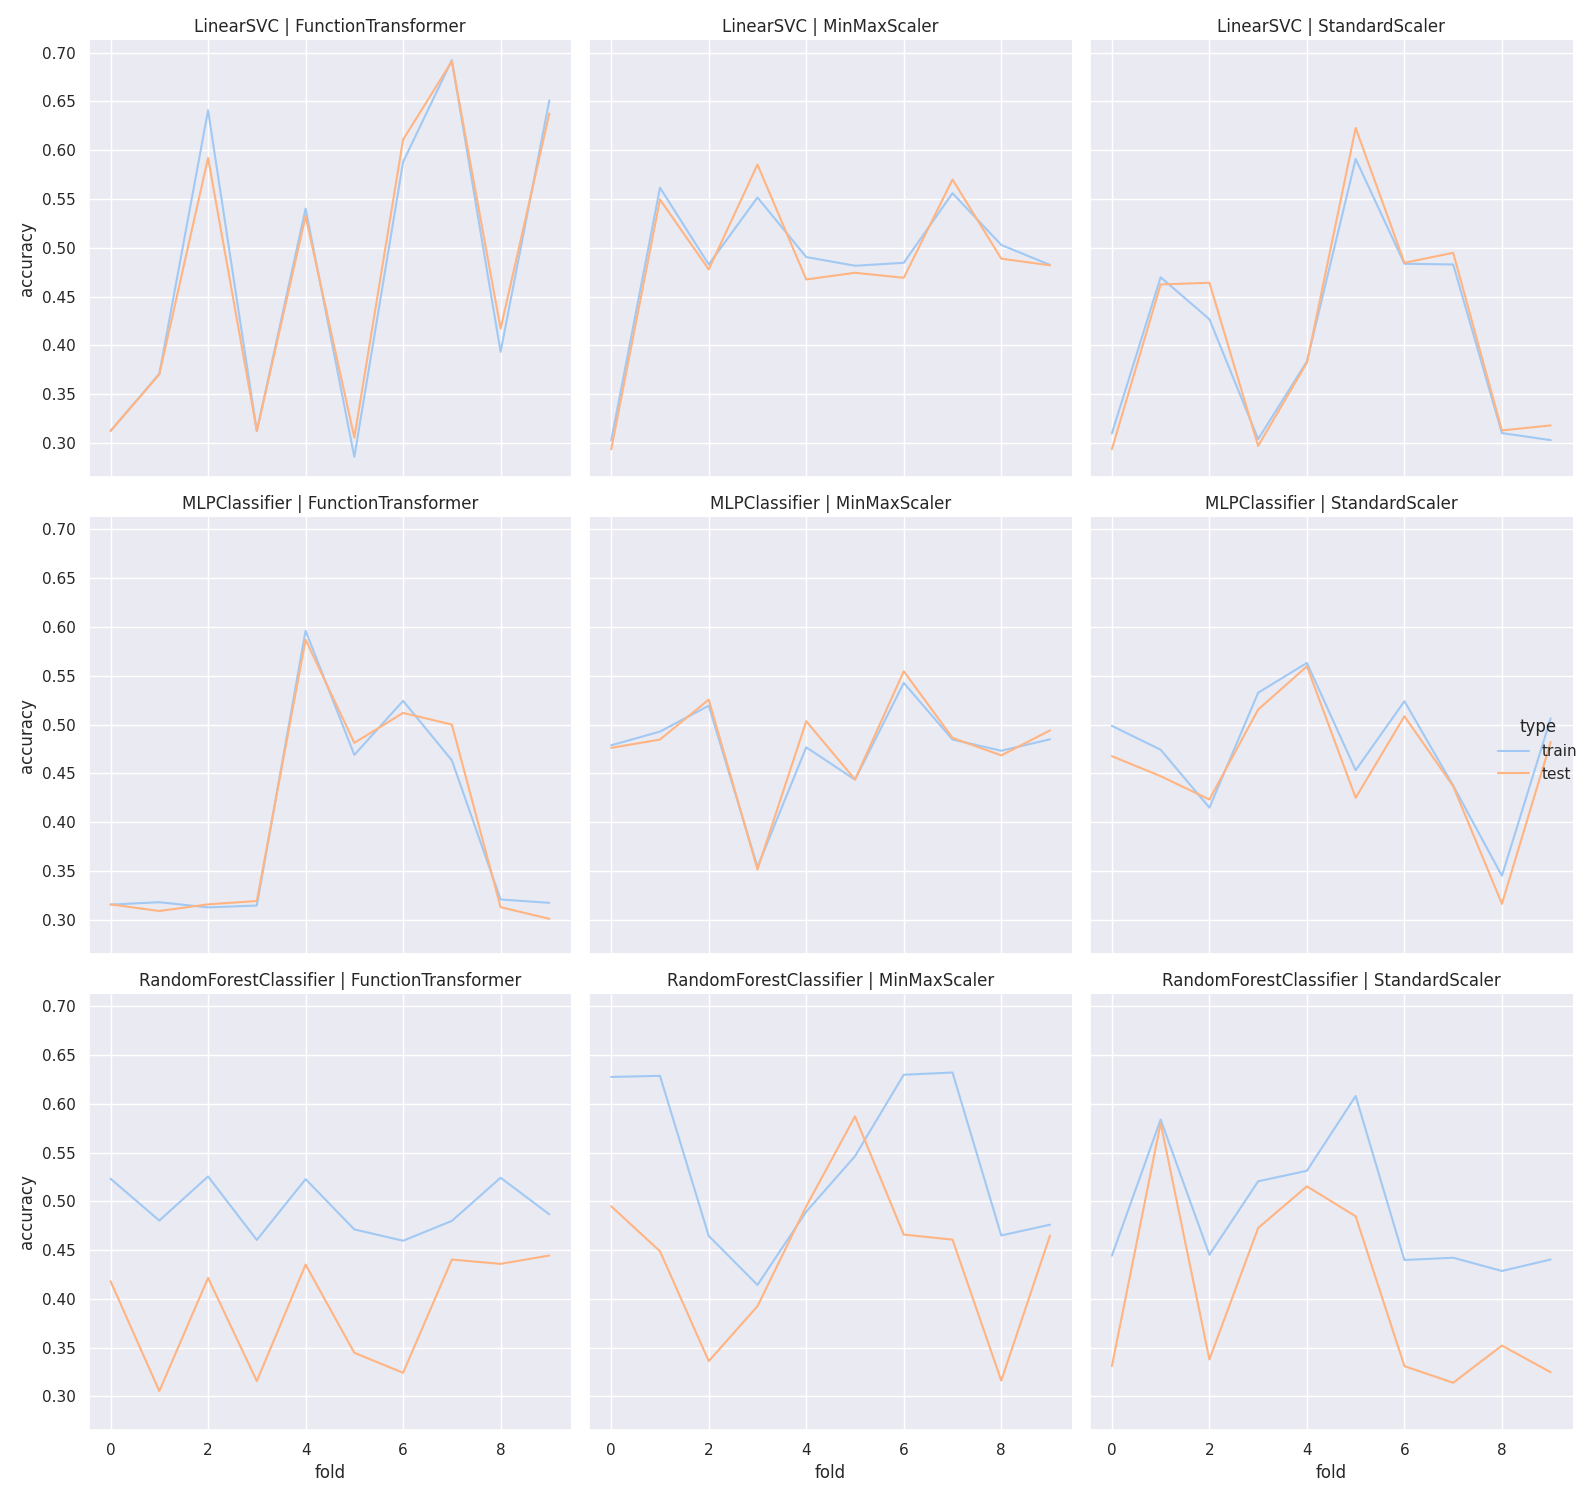 LinearSVC | FunctionTransformer
LinearSVC | MinMaxScaler
LinearSVC | StandardScaler
0.70
0.65
0.60
0.55
0.50
0.45
0.40
0.35
0.30
accuracy
MLPClassifier | FunctionTransformer
MLPClassifier | MinMaxScaler
MLPClassifier | StandardScaler
0.70
0.65
0.60
0.55
0.50
0.45
0.40
0.35
0.30
accuracy
type
train
test
RandomForestClassifier | FunctionTransformer
RandomForestClassifier | MinMaxScaler
RandomForestClassifier | StandardScaler
0.70
0.65
0.60
0.55
0.50
0.45
0.40
0.35
0.30
accuracy
0 2 4 6 8
0 2 4 6 8
0 2 4 6 8
fold
fold
fold